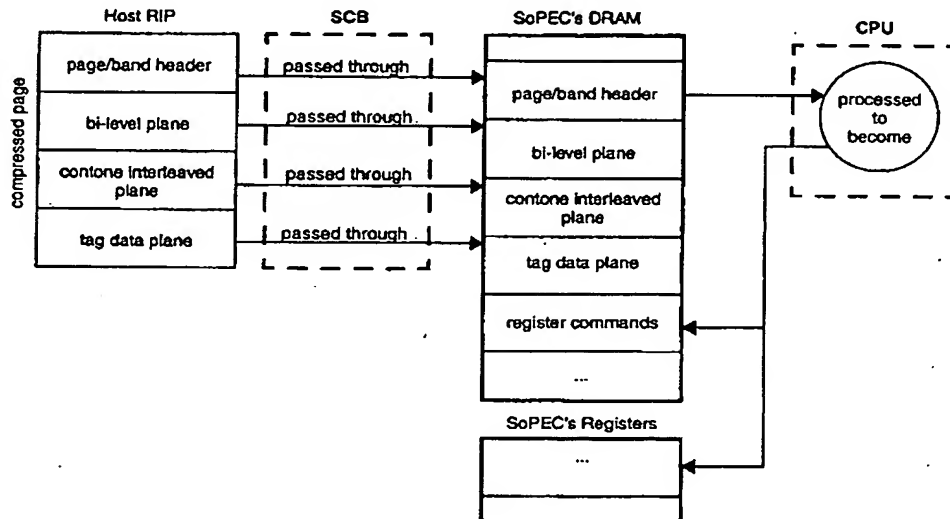 Host RIP
SCB
SoPEC's DRAM
CPU
compressed page
page/band header
bi-level plane
contone interleaved
plane
tag data plane
passed through
passed through
passed through
passed through
page/band header
bi-level plane
contone interleaved
plane
tag data plane
register commands
...
processed
to
become
SoPEC's Registers
...